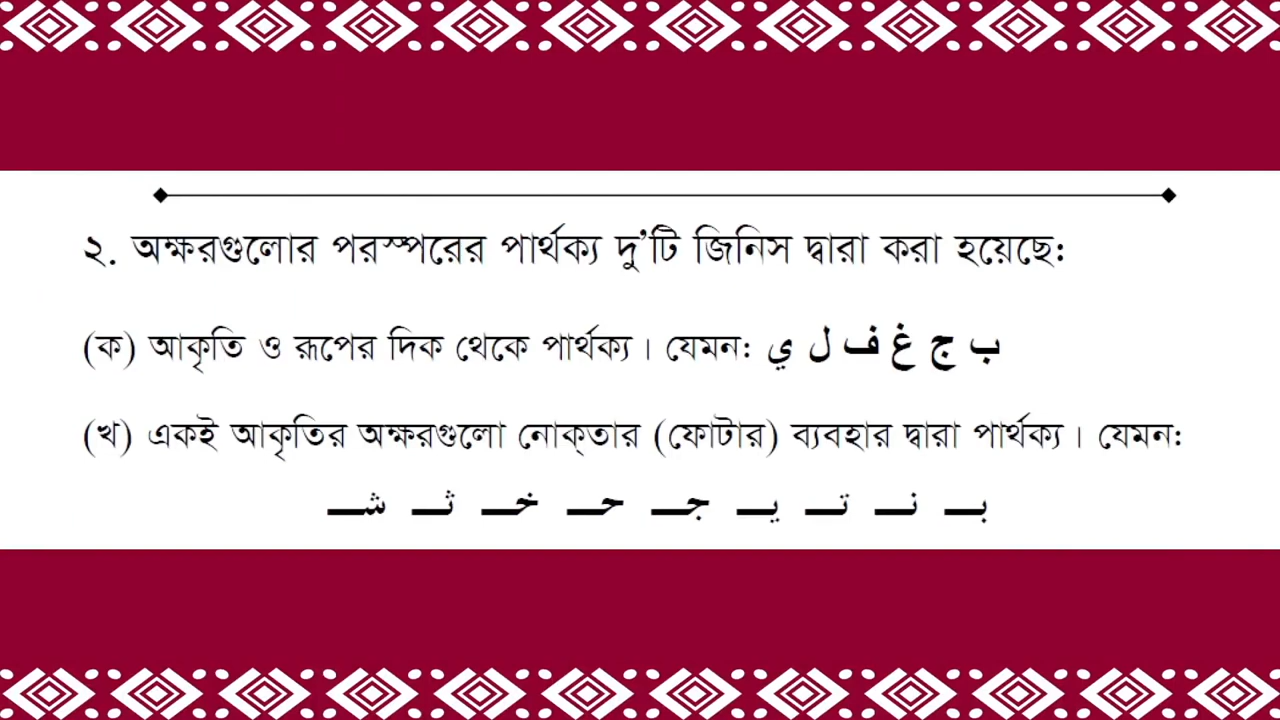 ২. অক্ষরগুলোর পরস্পরের পার্থক্য দু’টি জিনিস দ্বারা করা হয়েছে:
(ক) আকৃতি ও রূপের দিক থেকে পার্থক্য। যেমন: ب ج غ ف ل ي
(খ) একই আকৃতির অক্ষরগুলো নোক্তার (ফোটার) ব্যবহার দ্বারা পার্থক্য। যেমন:
بـ نـ تـ يـ جـ حـ خـ ثـ شـ